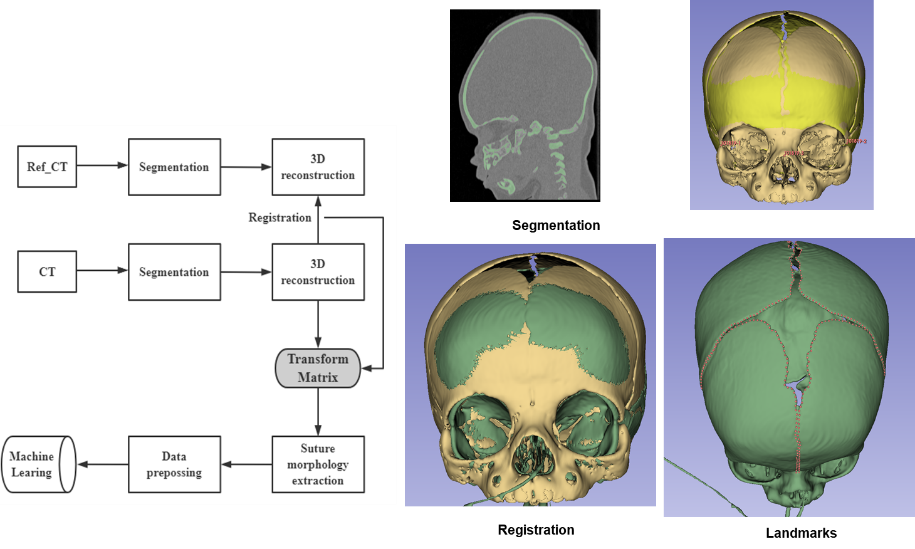 Ref_CT
Segmentation
3D
reconstruction
Registration
CT
Segmentation
3D
reconstruction
Transform
Matrix
Suture
morphology
extraction
Data
prepossing
Machine
Learing
Segmentation
Registration
Landmarks